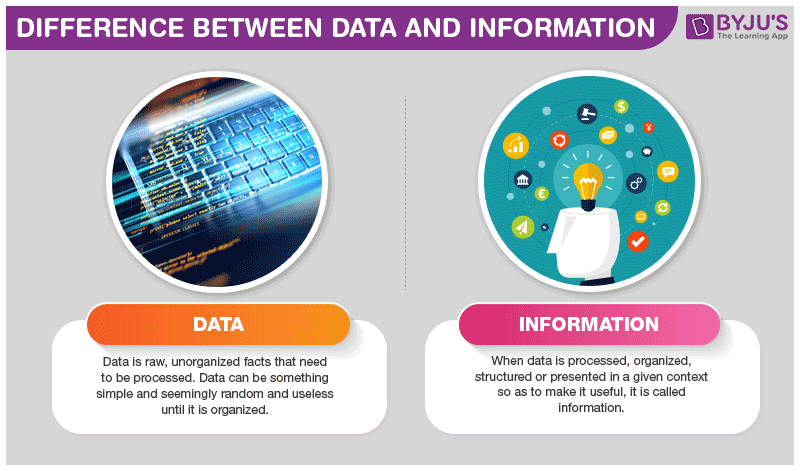 DIFFERENCE BETWEEN DATA AND INFORMATION
BYJU'S
The Learning App
DATA
Data is raw, unorganized facts that need
to be processed. Data can be something
simple and seemingly random and useless
until it is organized.
INFORMATION
When data is processed, organized,
structured or presented in a given context
so as to make it useful, it is called
information.